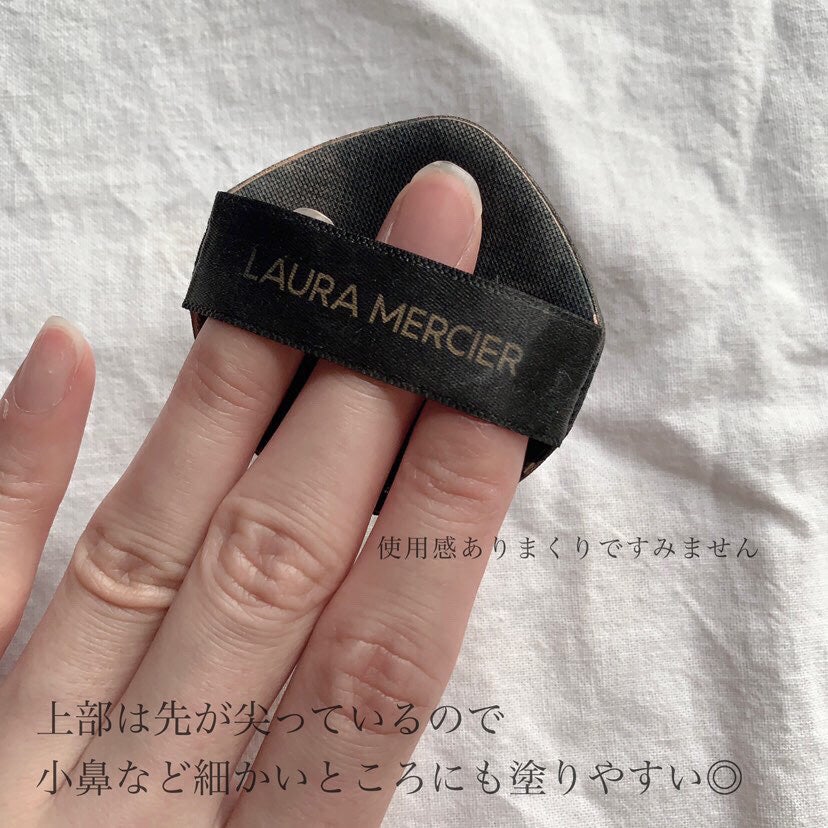 LAURA MERCIER
使用感ありまくりですみません
上部は先が尖っているので
小鼻など細かいところにも塗りやすい◎